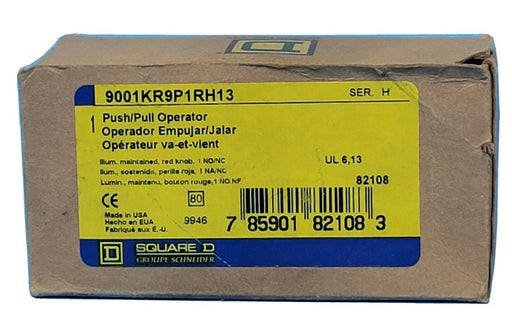 9001KR9P1RH13 SER. H
1 Push/Pull Operator
Operador Empujar/Jalar
Opérateur va-et-vient
Illum. maintained, red knob. 1 NO/NC UL 6,13
Ilum., sostenido, perilla roja, 1 NA/NC
Lumin., maintenu, bouton rouge,1 NO NF 82108
CE 80
Made in USA
Hecho en EUA 9946
Fabriqué aux É.-U.
7 85901 82108 3
D SQUARE D
GROUPE SCHNEIDER